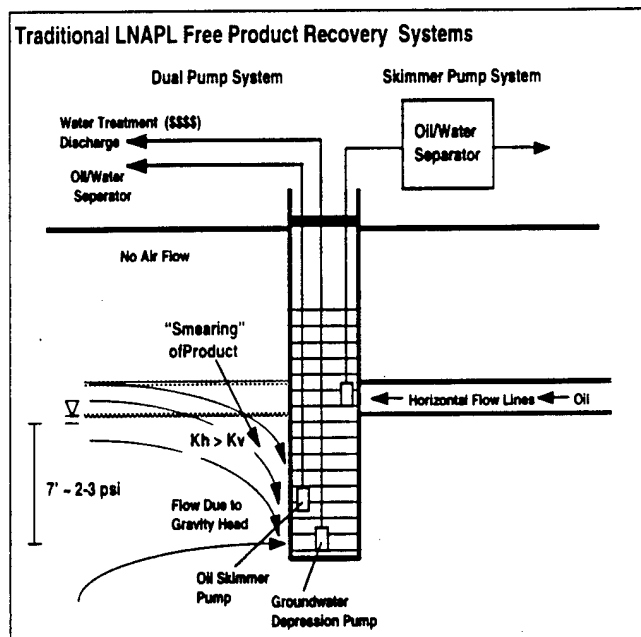 Traditional LNAPL Free Product Recovery Systems
Dual Pump System
Skimmer Pump System
Water Treatment ($$$$)
Discharge
Oil/Water
Separator
Oil/Water
Separator
No Air Flow
"Smearing"
ofProduct
Horizontal Flow Lines
Oil
Kh > Kv
7' ~ 2-3 psi
Flow Due to
Gravity Head
Oil Skimmer
Pump
Groundwater
Depression Pump